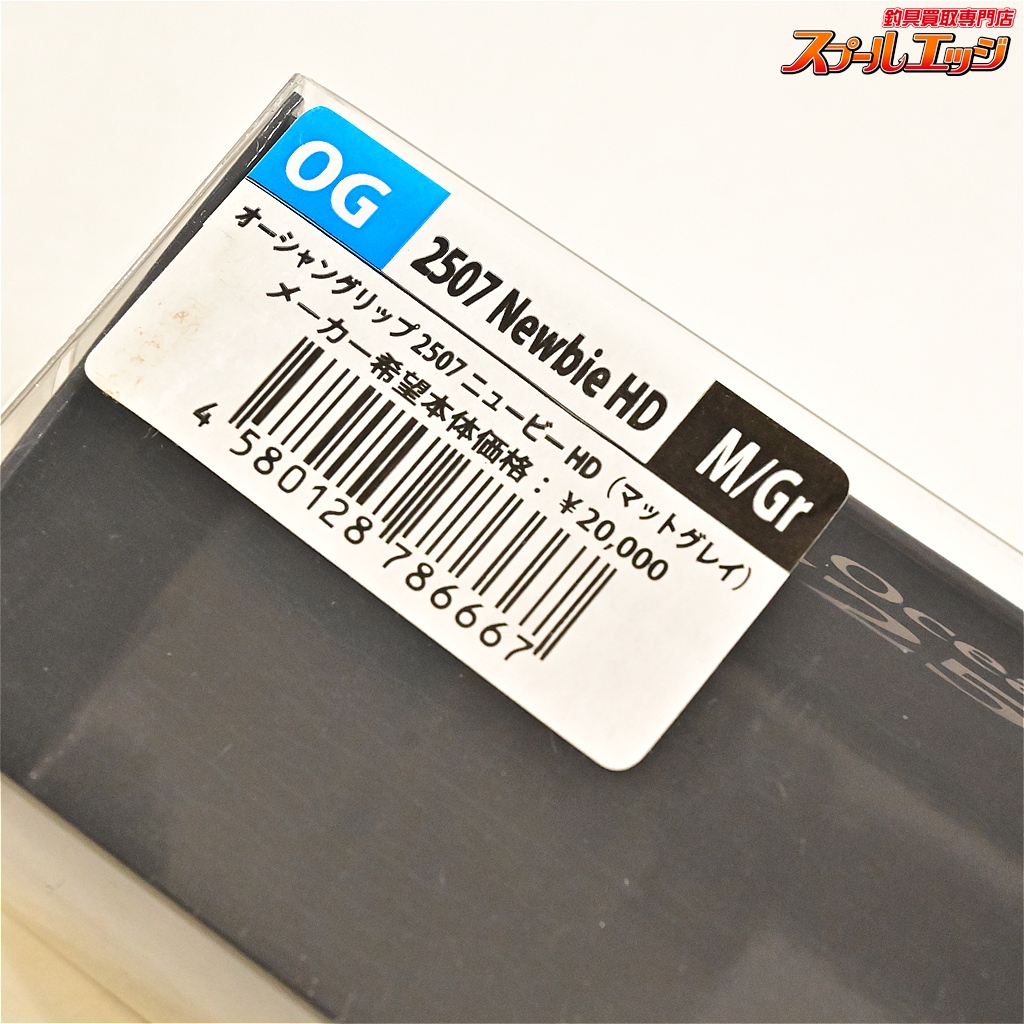 釣具買取専門店
スプールエッジ
OG
2507 Newbie HD
M/Gr
オーシャングリップ 2507 ニュービー HD（マットグレイ）
メーカー希望本体価格：￥20,000
4 580128 786667
Ocea
25